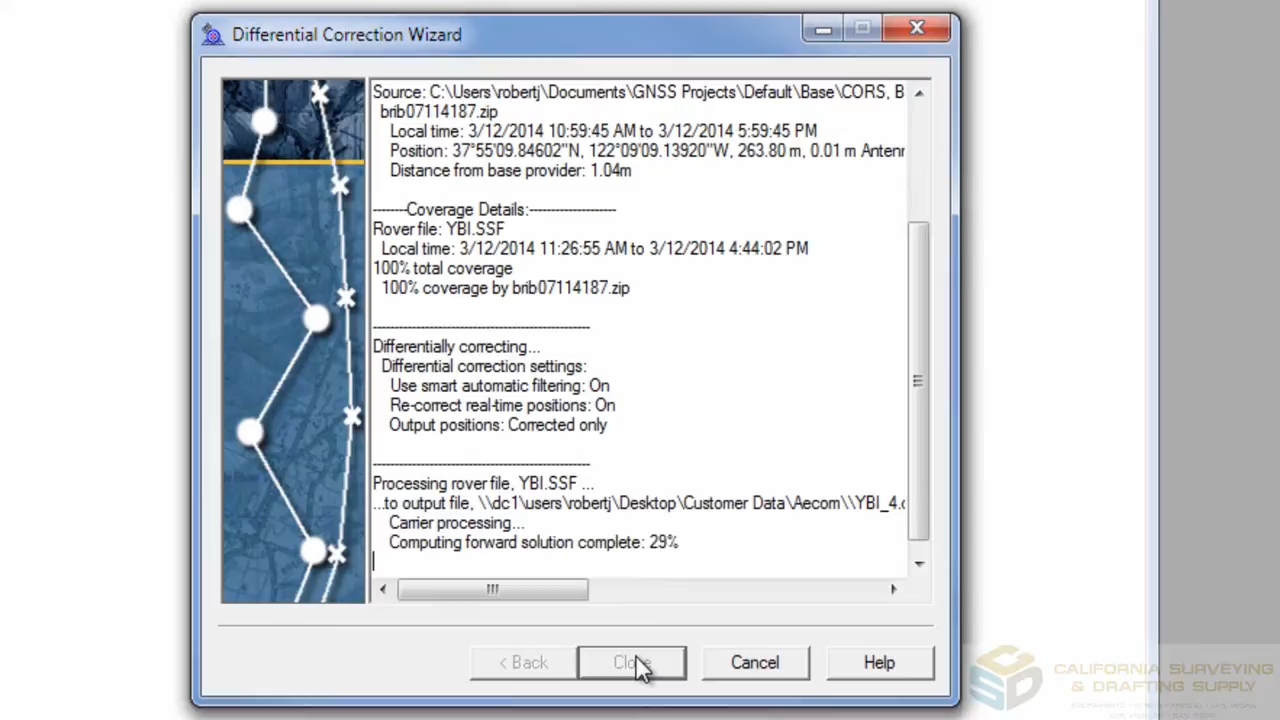 Differential Correction Wizard
Source: C:\Users\robertj\Documents\GNSS Projects\Default\Base\CORS, B
brib07114187.zip
Local time: 3/12/2014 10:59:45 AM to 3/12/2014 5:59:45 PM
Position: 37°55'09.84602"N, 122°09'09.13920"W, 263.80 m, 0.01 m Antenr
Distance from base provider: 1.04m
-------Coverage Details:------------------
Rover file: YBI.SSF
Local time: 3/12/2014 11:26:55 AM to 3/12/2014 4:44:02 PM
100% total coverage
100% coverage by brib07114187.zip
---------------------------------------------
Differentially correcting...
Differential correction settings:
Use smart automatic filtering: On
Re-correct real-time positions: On
Output positions: Corrected only
---------------------------------------------
Processing rover file, YBI.SSF ...
...to output file, \\dc1\users\robertj\Desktop\Customer Data\Aecom\\YBI_4.c
Carrier processing...
Computing forward solution complete: 29%
< Back
Cancel
Help
CALIFORNIA SURVEYING
& DRAFTING SUPPLY